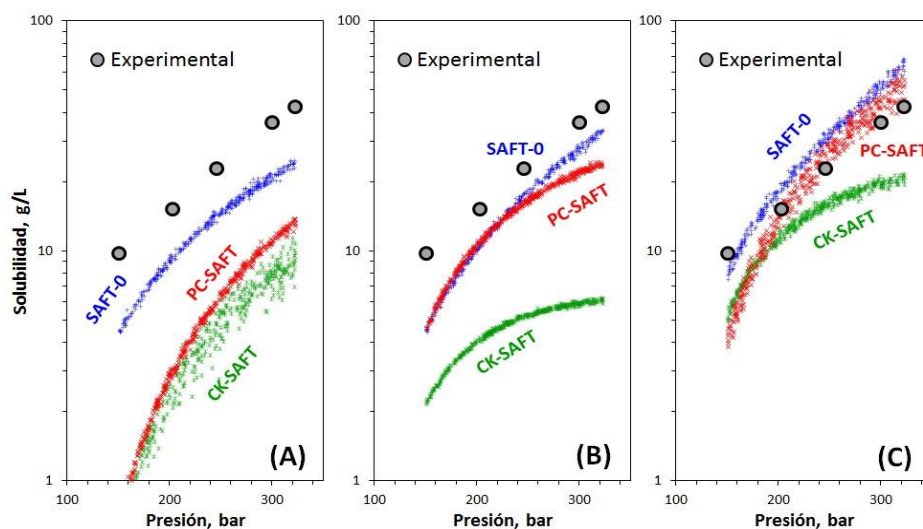 100
Experimental
SAFT-0
PC-SAFT
CK-SAFT
10
1
Solubilidad, g/L
100
200
300
Presión, bar
(A)
100
Experimental
SAFT-0
PC-SAFT
CK-SAFT
10
1
100
200
300
Presión, bar
(B)
100
Experimental
SAFT-0
PC-SAFT
CK-SAFT
10
1
100
200
300
Presión, bar
(C)